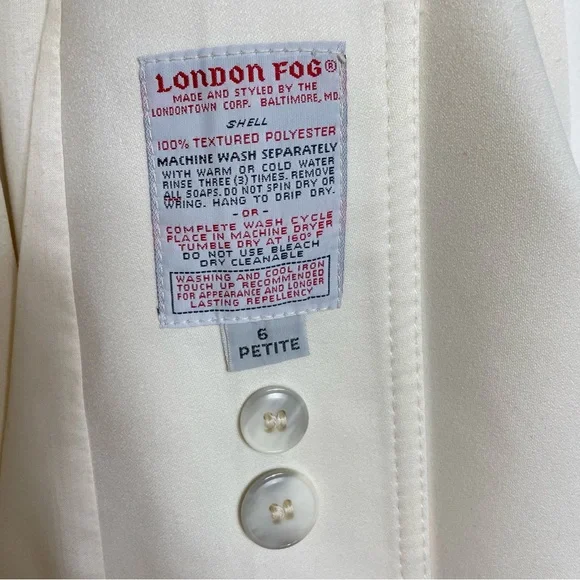 LONDON FOG®
MADE AND STYLED BY THE
LONDONTOWN CORP. BALTIMORE, MD.
SHELL
100% TEXTURED POLYESTER
MACHINE WASH SEPARATELY
WITH WARM OR COLD WATER
RINSE THREE (3) TIMES. REMOVE
ALL SOAPS. DO NOT SPIN DRY OR
WRING. HANG TO DRIP DRY.
- OR -
COMPLETE WASH CYCLE
PLACE IN MACHINE DRYER
TUMBLE DRY AT 160° F
DO NOT USE BLEACH
DRY CLEANABLE
WASHING AND COOL IRON
TOUCH UP RECOMMENDED
FOR APPEARANCE AND LONGER
LASTING REPELLENCY
6
PETITE